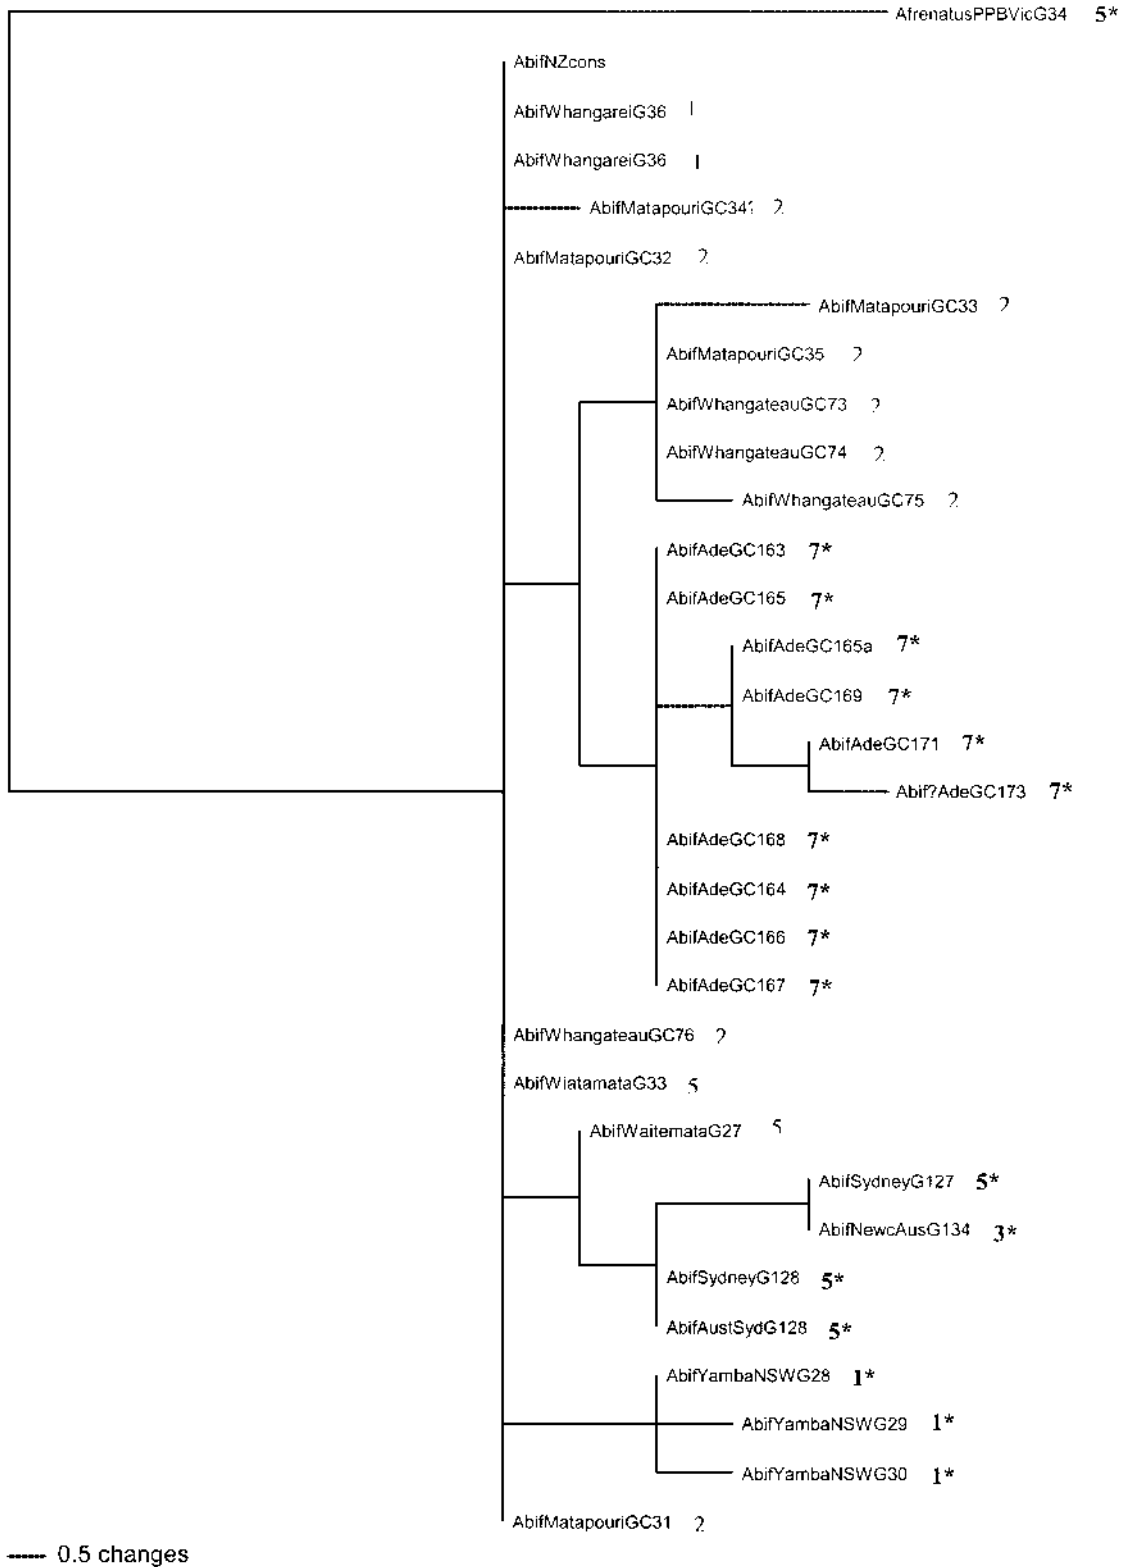 AfrenatusPPBVicG34 5*
AbifNZcons
AbifWhangareiG36 1
AbifWhangareiG36 1
AbifMatapouriGC34? 2
AbifMatapouriGC32 2
AbifMatapouriGC33 2
AbifMatapouriGC35 2
AbifWhangateauGC73 2
AbifWhangateauGC74 2
AbifWhangateauGC75 2
AbifAdeGC163 7*
AbifAdeGC165 7*
AbifAdeGC165a 7*
AbifAdeGC169 7*
AbifAdeGC171 7*
Abif?AdeGC173 7*
AbifAdeGC168 7*
AbifAdeGC164 7*
AbifAdeGC166 7*
AbifAdeGC167 7*
AbifWhangateauGC76 2
AbifWiatamataG33 5
AbifWaitemataG27 5
AbifSydneyG127 5*
AbifNewcAusG134 3*
AbifSydneyG128 5*
AbifAustSydG128 5*
AbifYambaNSWG28 1*
AbifYambaNSWG29 1*
AbifYambaNSWG30 1*
AbifMatapouriGC31 2
0.5 changes